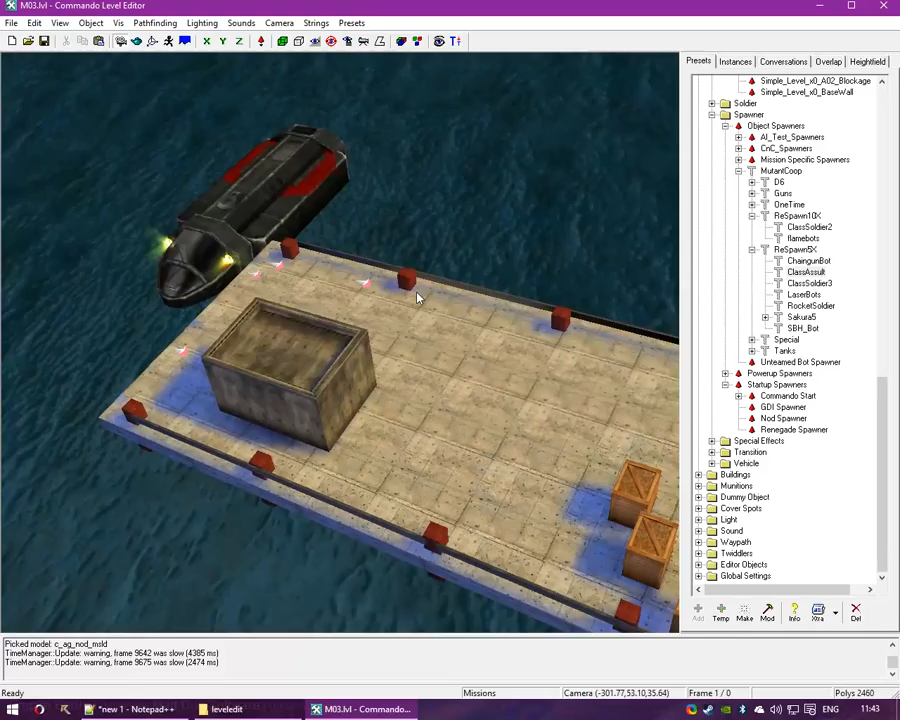 M03.lvl - Commando Level Editor
File Edit View Object Vis Pathfinding Lighting Sounds Camera Strings Presets
X Y Z
Presets Instances Conversations Overlap Heightfield
Simple_Level_x0_A02_Blockage
Simple_Level_x0_BaseWall
Soldier
Spawner
Object Spawners
AI_Test_Spawners
CnC_Spawners
Mission Specific Spawners
MutantCoop
D6
Guns
OneTime
ReSpawn10X
ClassSoldier2
flamebots
ReSpawn5X
ChaingunBot
ClassAssult
ClassSoldier3
LaserBots
RocketSoldier
Sakura5
SBH_Bot
Special
Tanks
Unteamed Bot Spawner
Powerup Spawners
Startup Spawners
Commando Start
GDI Spawner
Nod Spawner
Renegade Spawner
Special Effects
Transition
Vehicle
Buildings
Munitions
Dummy Object
Cover Spots
Light
Sound
Waypath
Twiddlers
Editor Objects
Global Settings
Add Temp Make Mod Info Xtra Del
Picked model: c_ag_nod_msld
TimeManager::Update: warning, frame 9642 was slow (4385 ms)
TimeManager::Update: warning, frame 9675 was slow (2474 ms)
Ready Missions Camera (-301.77,53.10,35.64) Frame 1 / 0 Polys 2460
*new 1 - Notepad++ leveledit M03.lvl - Commando... ENG 11:43